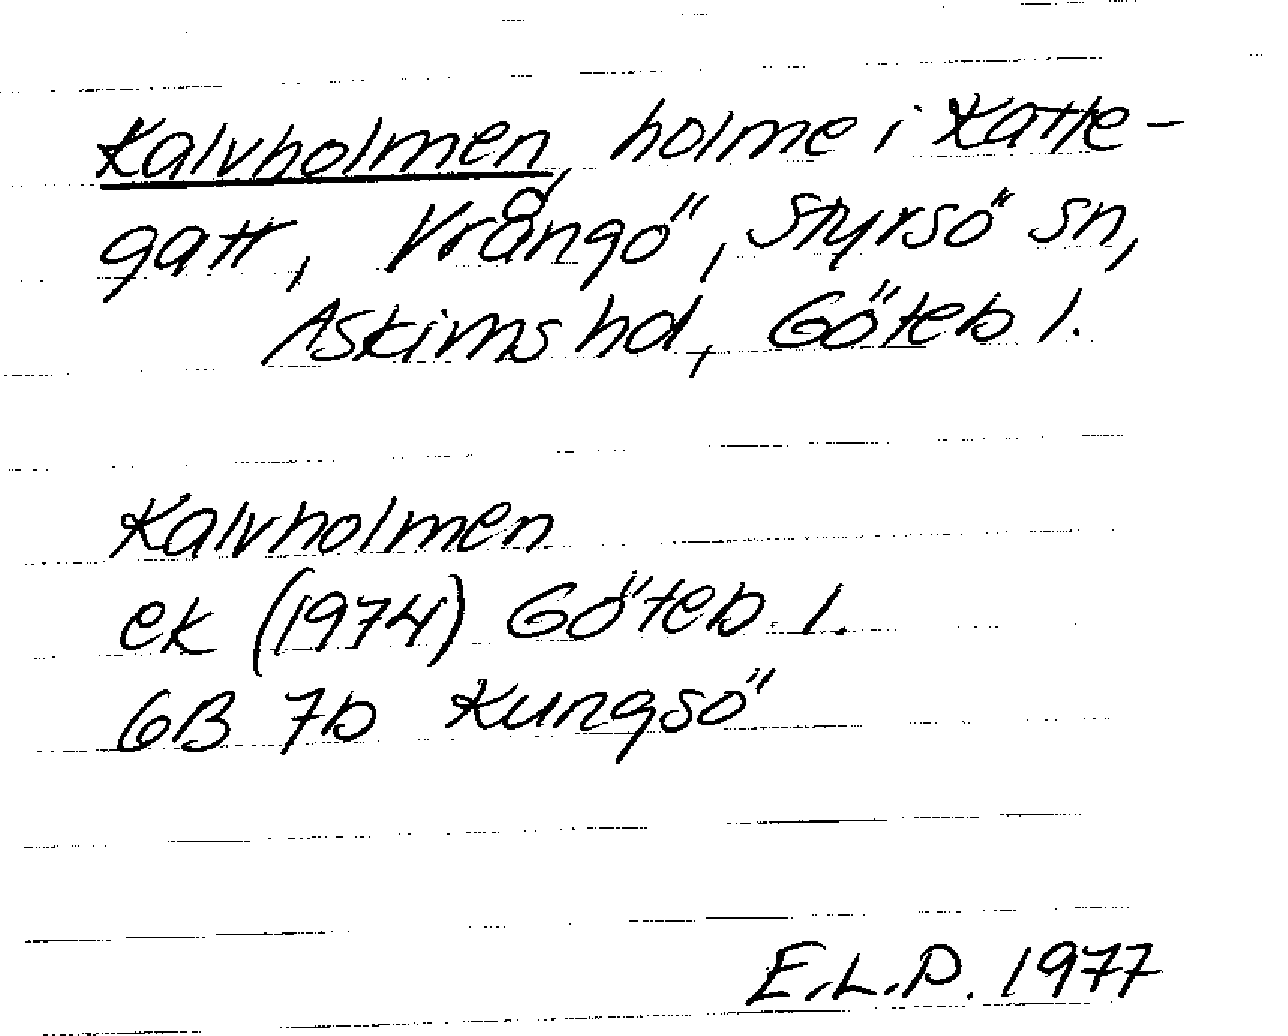 Kalvholmen, holme i Katte-
gatt, Vrångö, Styrsö sn,
Askims hd, Göteb l.
Kalvholmen
ek (1974) Göteb. l.
6B 7b Kungsö
E.L.P. 1977